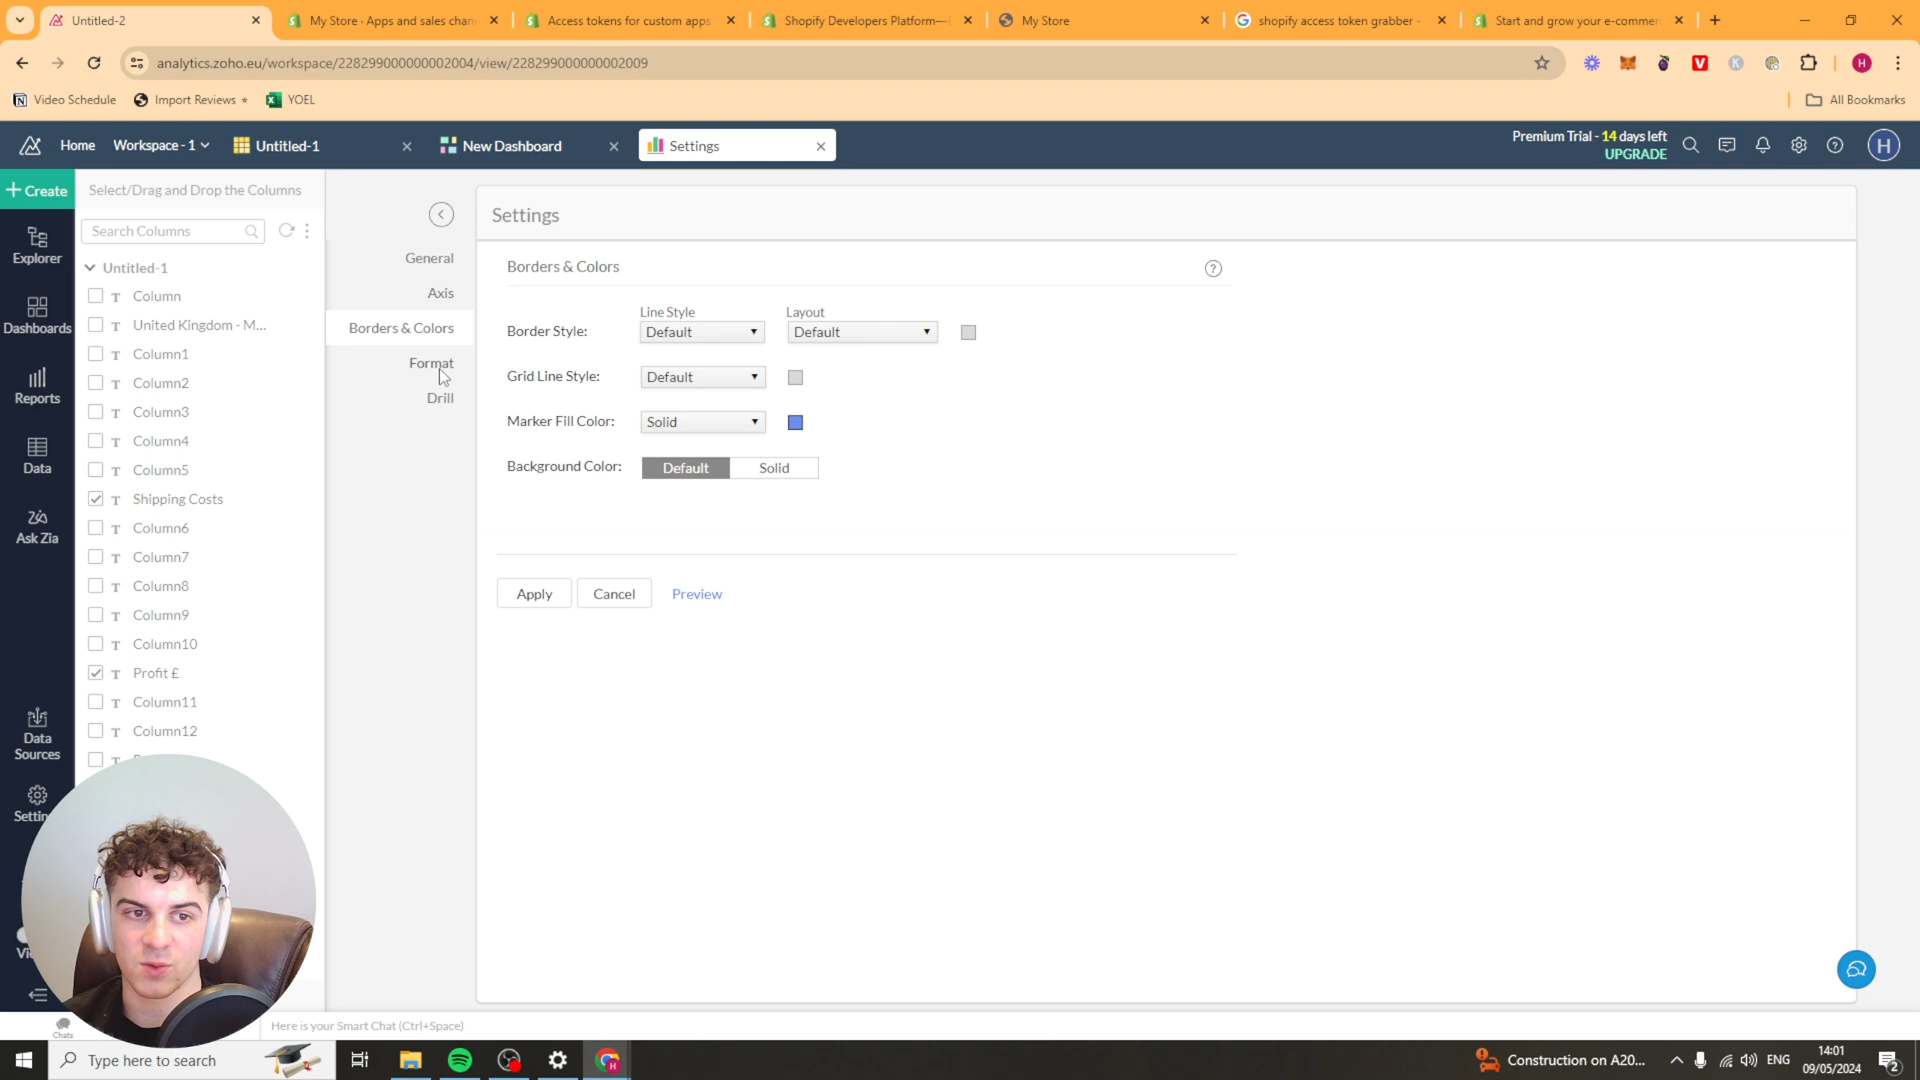 Untitled-2
My Store · Apps and sales chan
Access tokens for custom apps
Shopify Developers Platform—
My Store
shopify access token grabber -
Start and grow your e-commer
analytics.zoho.eu/workspace/228299000000002004/view/228299000000002009
Video Schedule
Import Reviews
YOEL
All Bookmarks
Home
Workspace - 1
Untitled-1
New Dashboard
Settings
Premium Trial - 14 days left
UPGRADE
H
+ Create
Select/Drag and Drop the Columns
Search Columns
Explorer
Dashboards
Reports
Data
Ask Zia
Data
Sources
Untitled-1
T Column
T United Kingdom - M...
T Column1
T Column2
T Column3
T Column4
T Column5
T Shipping Costs
T Column6
T Column7
T Column8
T Column9
T Column10
T Profit £
T Column11
T Column12
General
Axis
Borders & Colors
Format
Drill
Settings
Borders & Colors
?
Line Style
Layout
Border Style:
Default
Default
Grid Line Style:
Default
Marker Fill Color:
Solid
Background Color:
Default
Solid
Apply
Cancel
Preview
Chats
Here is your Smart Chat (Ctrl+Space)
Type here to search
Construction on A20...
ENG
14:01
09/05/2024
2